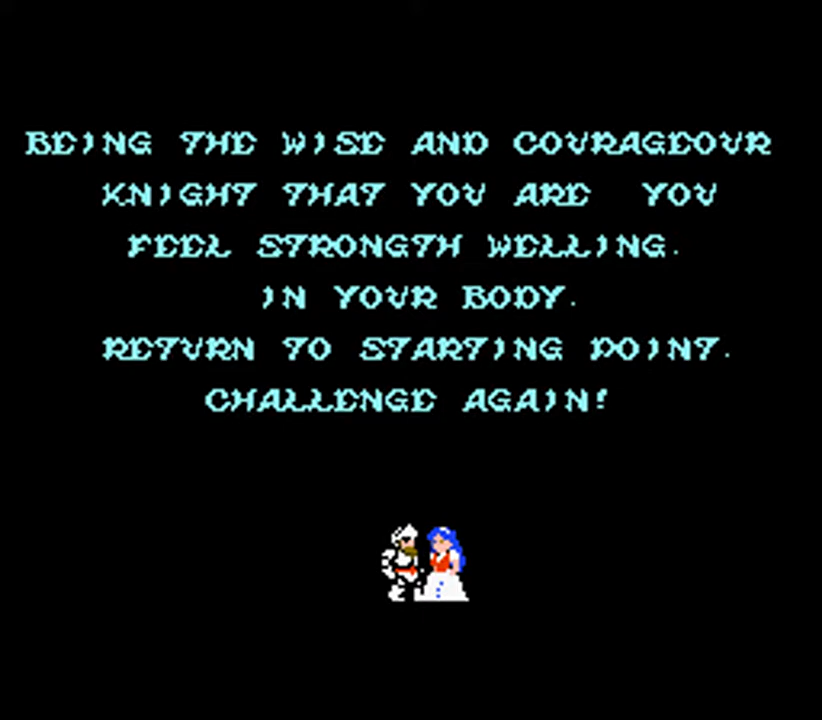 BEING THE WISE AND COURAGEOUR
KNIGHT THAT YOU ARE YOU
FEEL STRONGTH WELLING.
IN YOUR BODY.
RETURN TO STARTING POINT.
CHALLENGE AGAIN!